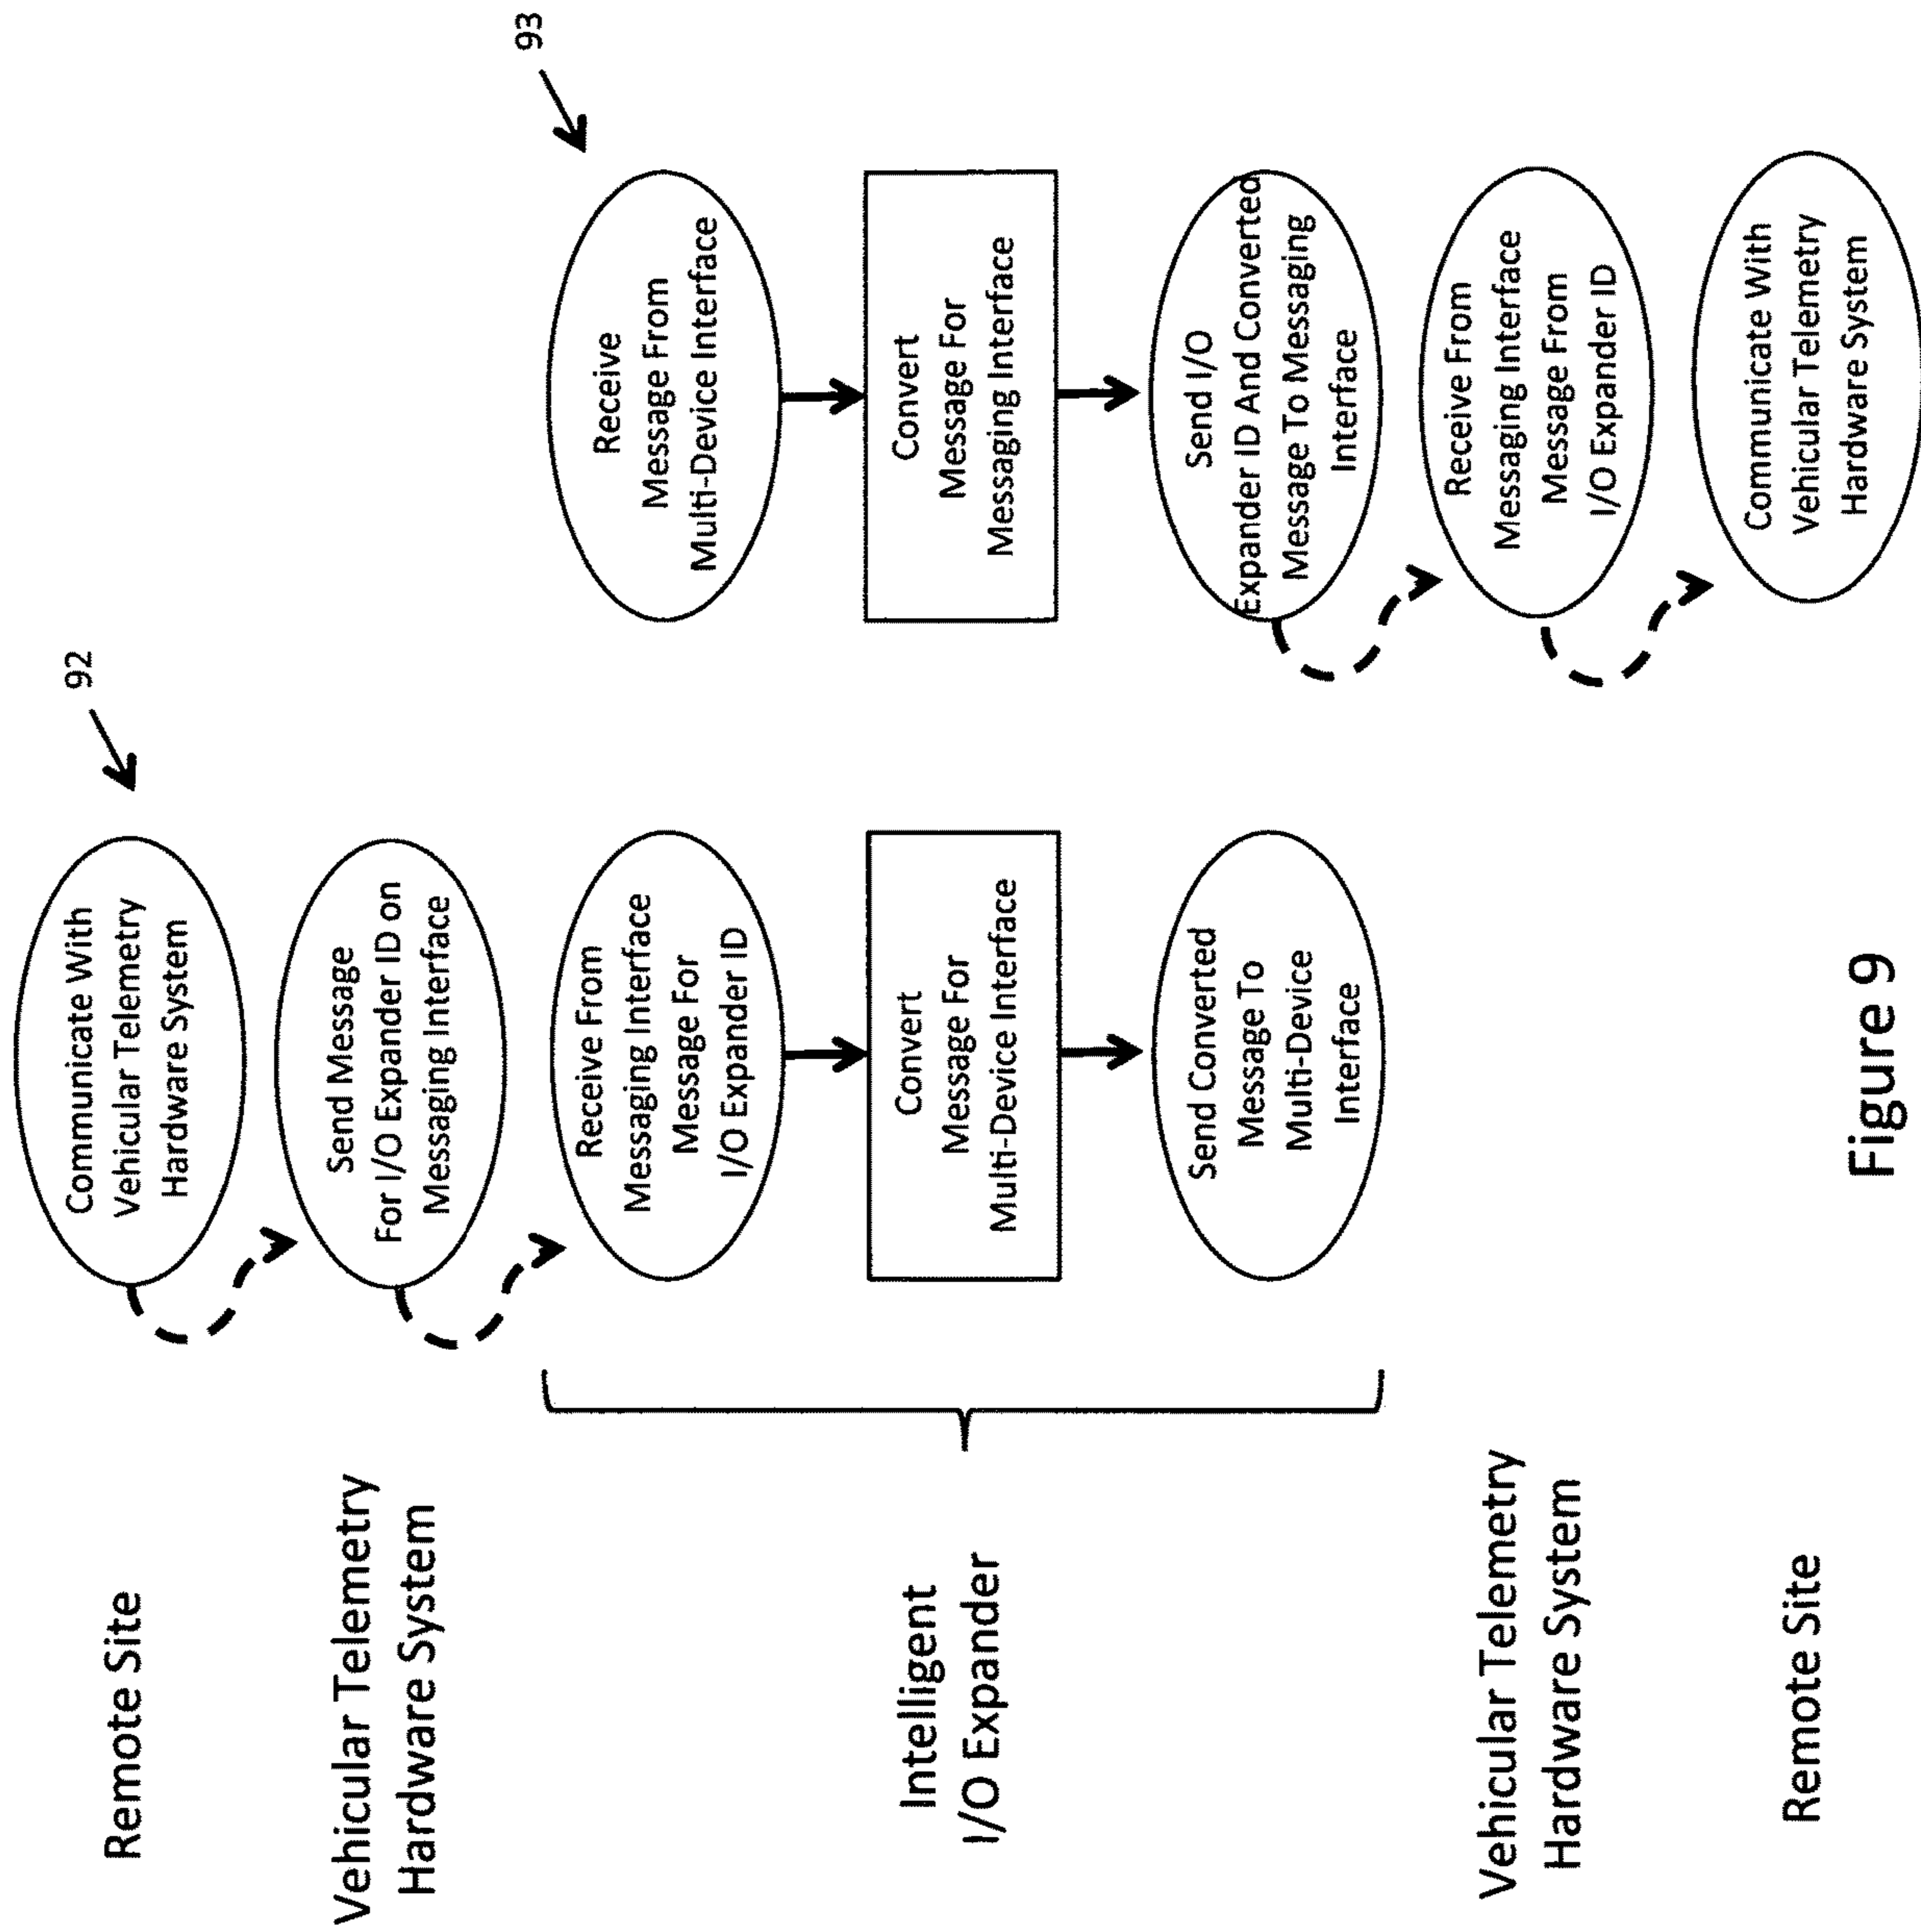 Remote Site
Vehicular Telemetry
Hardware System
Intelligent
I/O Expander
Vehicular Telemetry
Hardware System
Remote Site
92
Communicate With
Vehicular Telemetry
Hardware System
Send Message
For I/O Expander ID on
Messaging Interface
Receive From
Messaging Interface
Message For
I/O Expander ID
Convert
Message For
Multi-Device Interface
Send Converted
Message To
Multi-Device
Interface
93
Receive
Message From
Multi-Device Interface
Convert
Message For
Messaging Interface
Send I/O
Expander ID And Converted
Message To Messaging
Interface
Receive From
Messaging Interface
Message From
I/O Expander ID
Communicate With
Vehicular Telemetry
Hardware System
Figure 9